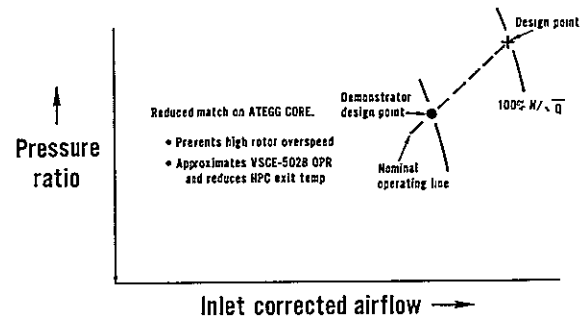 Design point
Demonstrator
design point
100% N/√Q
Reduced match on ATEGG CORE.
• Prevents high rotor overspeed
• Approximates VSCE-502B OPR
and reduces HPC exit temp
Nominal
operating line
Pressure
ratio
Inlet corrected airflow